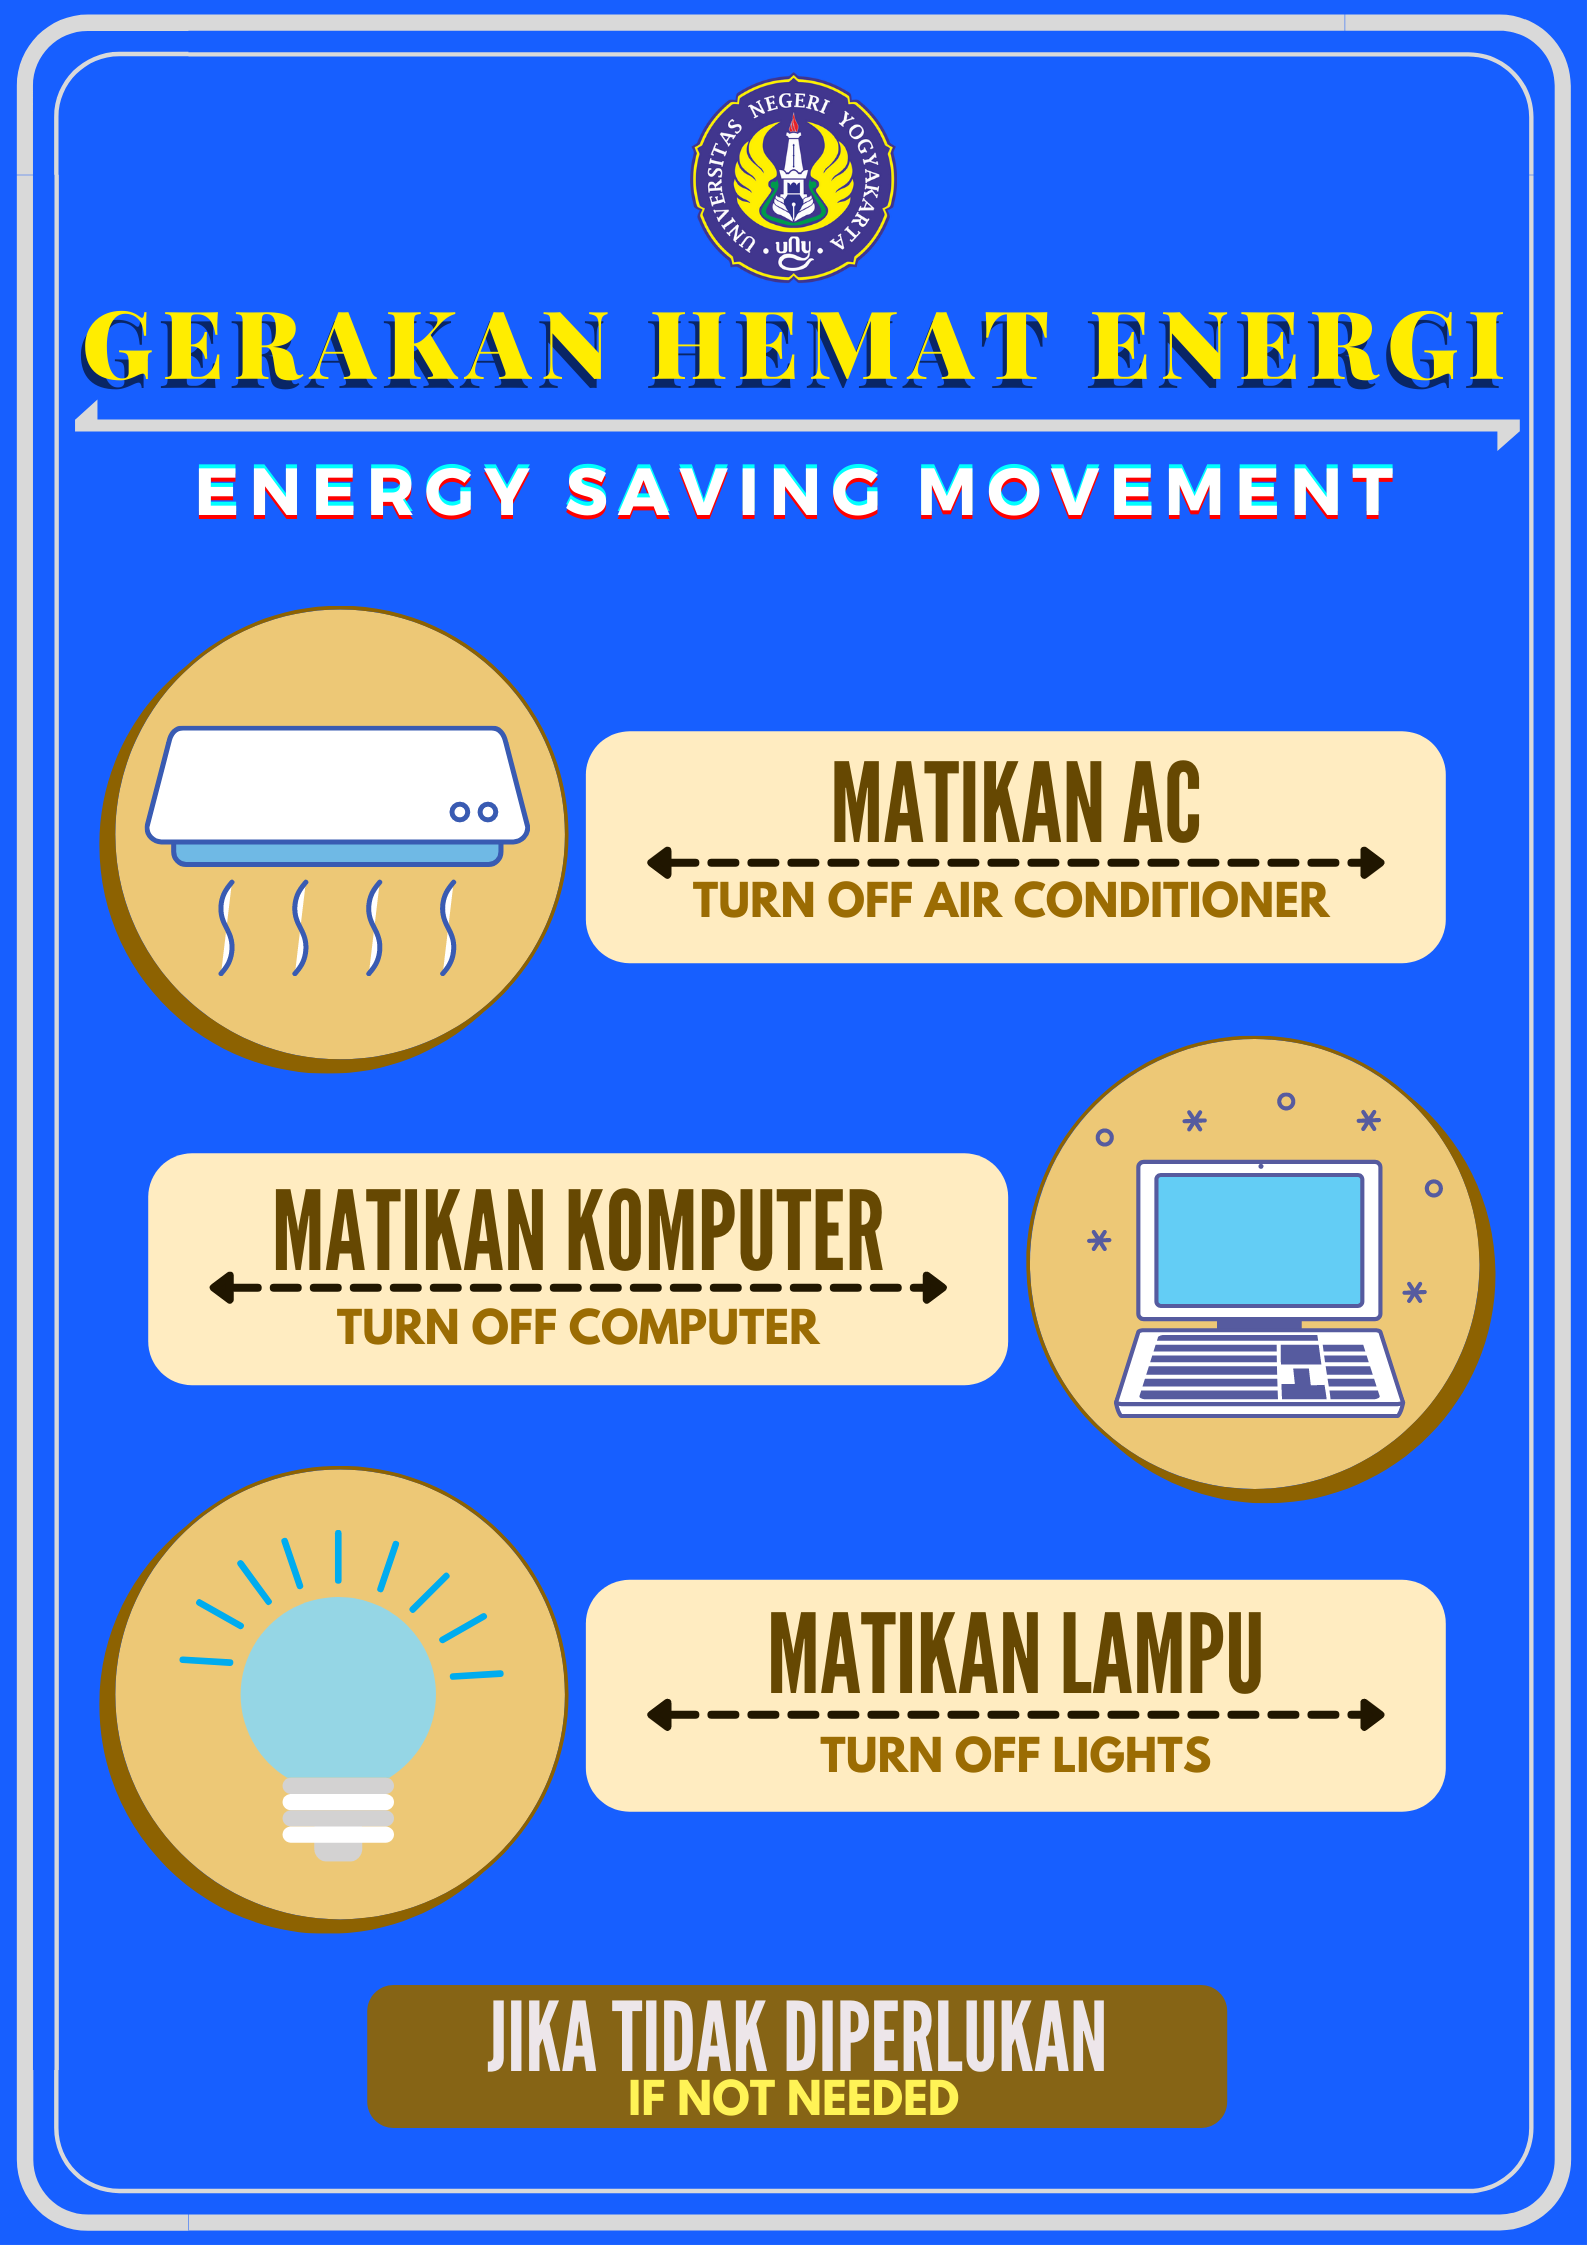 UNIVERSITAS NEGERI YOGYAKARTA
uny
GERAKAN HEMAT ENERGI
ENERGY SAVING MOVEMENT
MATIKAN AC
TURN OFF AIR CONDITIONER
MATIKAN KOMPUTER
TURN OFF COMPUTER
MATIKAN LAMPU
TURN OFF LIGHTS
JIKA TIDAK DIPERLUKAN
IF NOT NEEDED